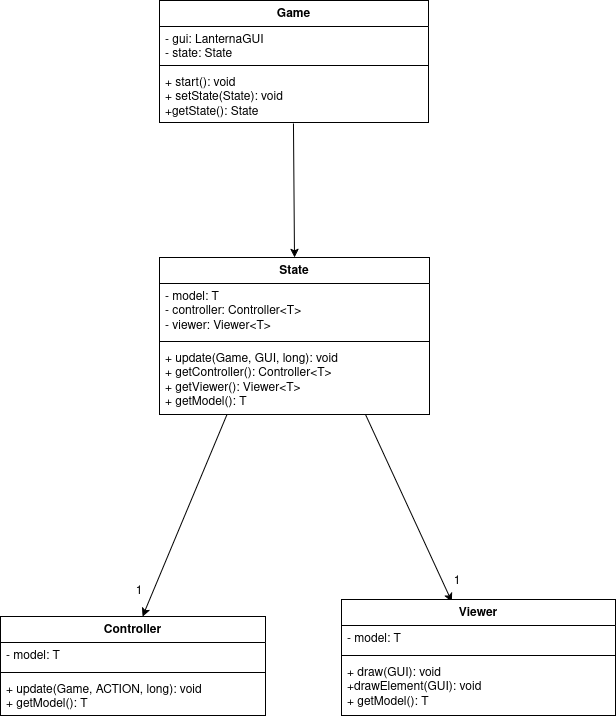 Game
- gui: LanternaGUI
- state: State
+ start(): void
+ setState(State): void
+getState(): State
State
- model: T
- controller: Controller<T>
- viewer: Viewer<T>
+ update(Game, GUI, long): void
+ getController(): Controller<T>
+ getViewer(): Viewer<T>
+ getModel(): T
1
1
Controller
- model: T
+ update(Game, ACTION, long): void
+ getModel(): T
Viewer
- model: T
+ draw(GUI): void
+drawElement(GUI): void
+ getModel(): T